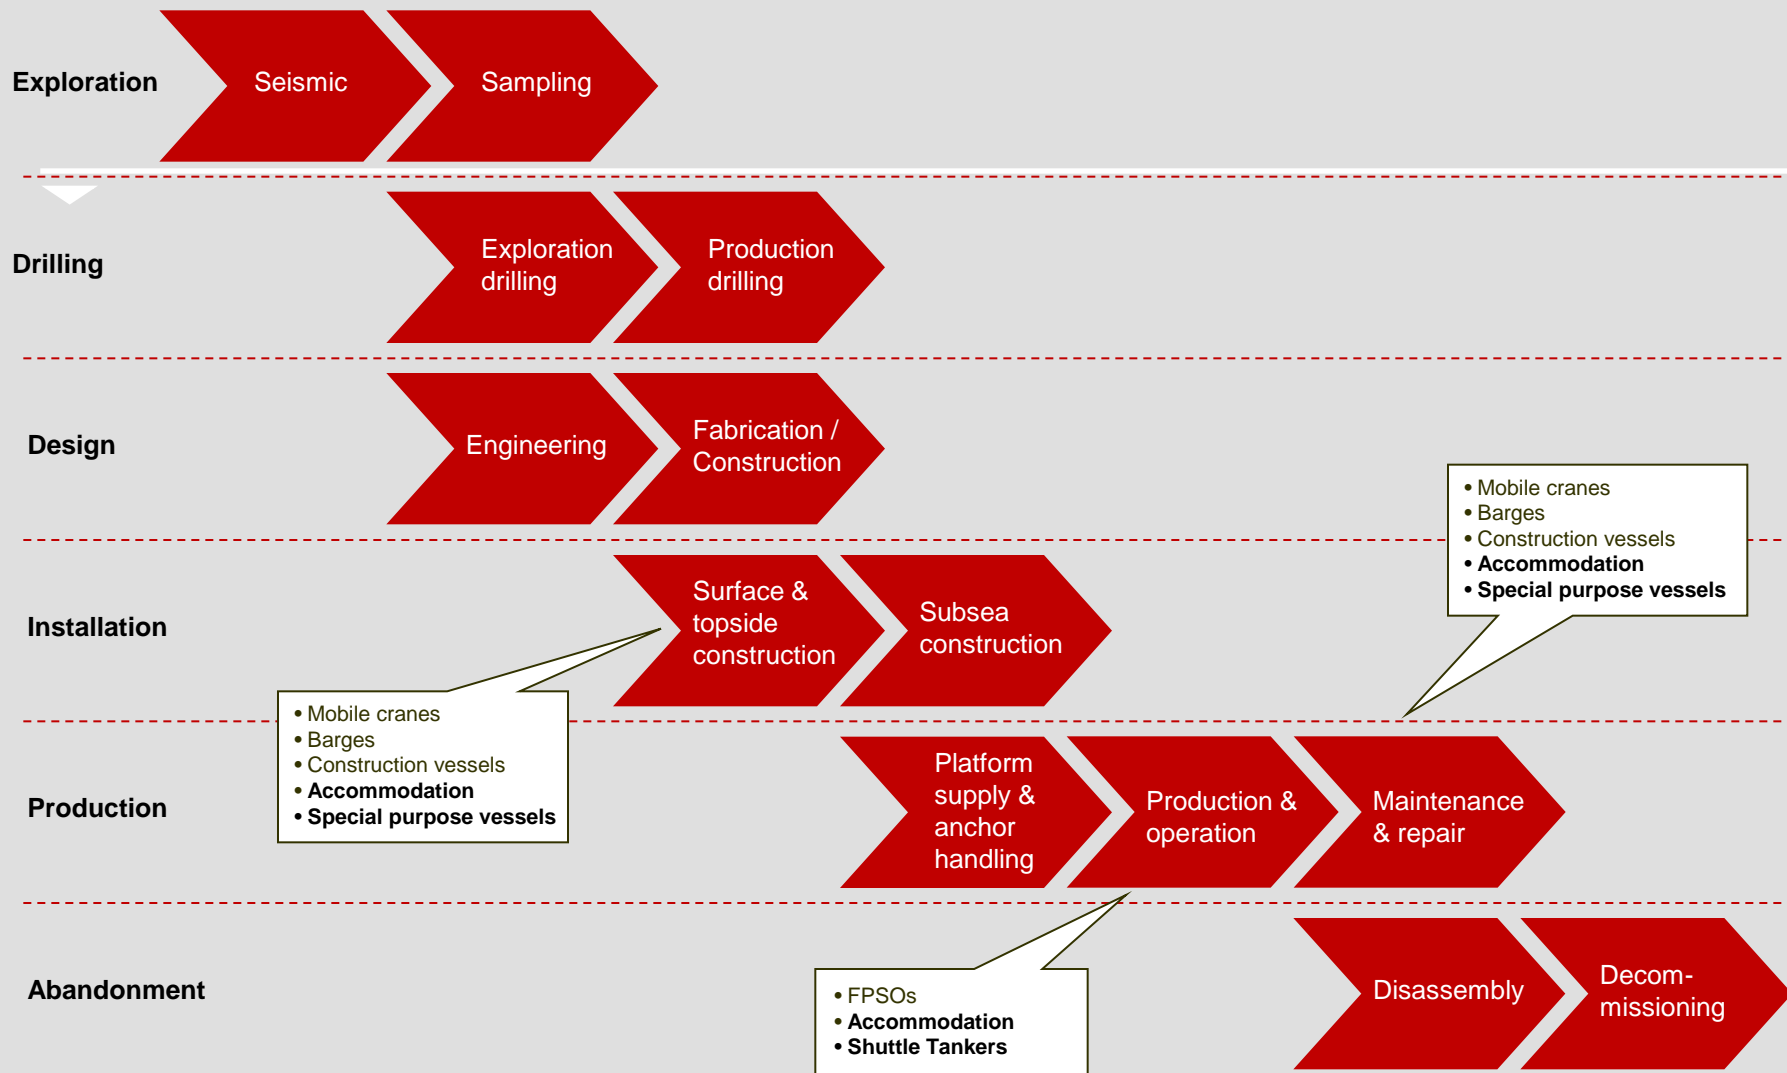 Exploration
Seismic
Sampling
Drilling
Exploration
drilling
Production
drilling
Design
Engineering
Fabrication /
Construction
• Mobile cranes
• Barges
• Construction vessels
• Accommodation
• Special purpose vessels
Installation
Surface &
topside
construction
Subsea
construction
• Mobile cranes
• Barges
• Construction vessels
• Accommodation
• Special purpose vessels
Production
Platform
supply &
anchor
handling
Production &
operation
Maintenance
& repair
Abandonment
• FPSOs
• Accommodation
• Shuttle Tankers
Disassembly
Decom-
missioning